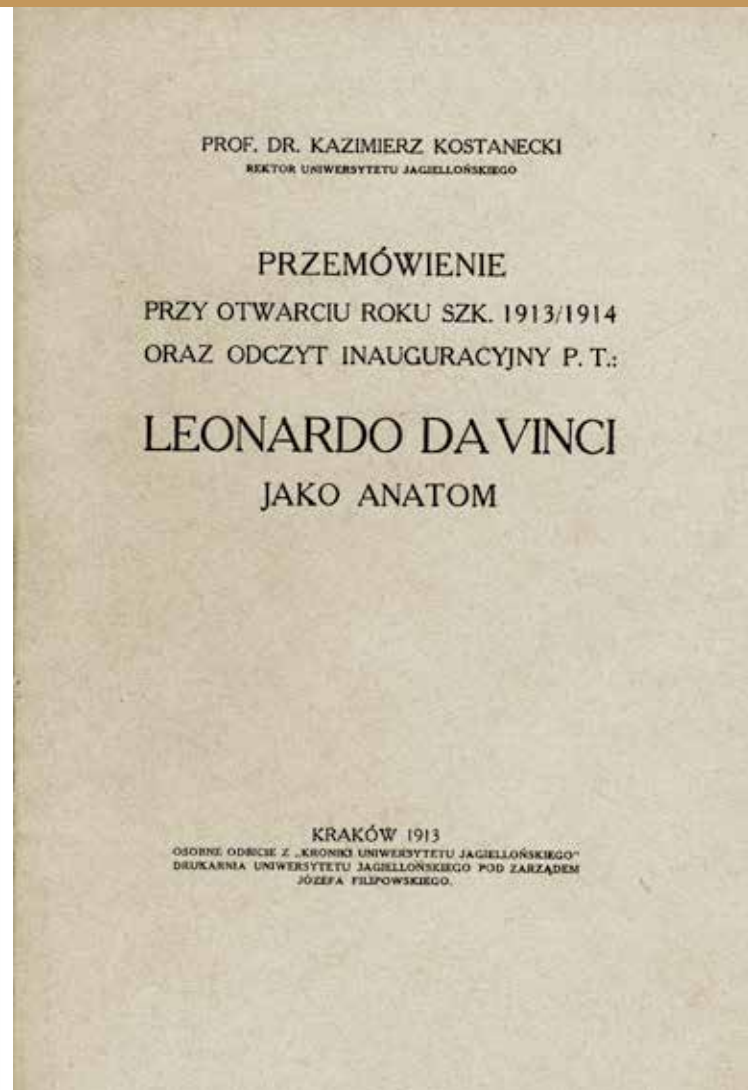 PROF. DR. KAZIMIERZ KOSTANECKI
REKTOR UNIWERSYTETU JAGIELLOŃSKIEGO
PRZEMÓWIENIE
PRZY OTWARCIU ROKU SZK. 1913/1914
ORAZ ODCZYT INAUGURACYJNY P. T.:
LEONARDO DA VINCI
JAKO ANATOM
KRAKÓW 1913
OSOBNE ODBICIE Z „KRONIKI UNIWERSYTETU JAGIELLOŃSKIEGO"
DRUKARNIA UNIWERSYTETU JAGIELLOŃSKIEGO POD ZARZĄDEM
JÓZEFA FILIPOWSKIEGO.